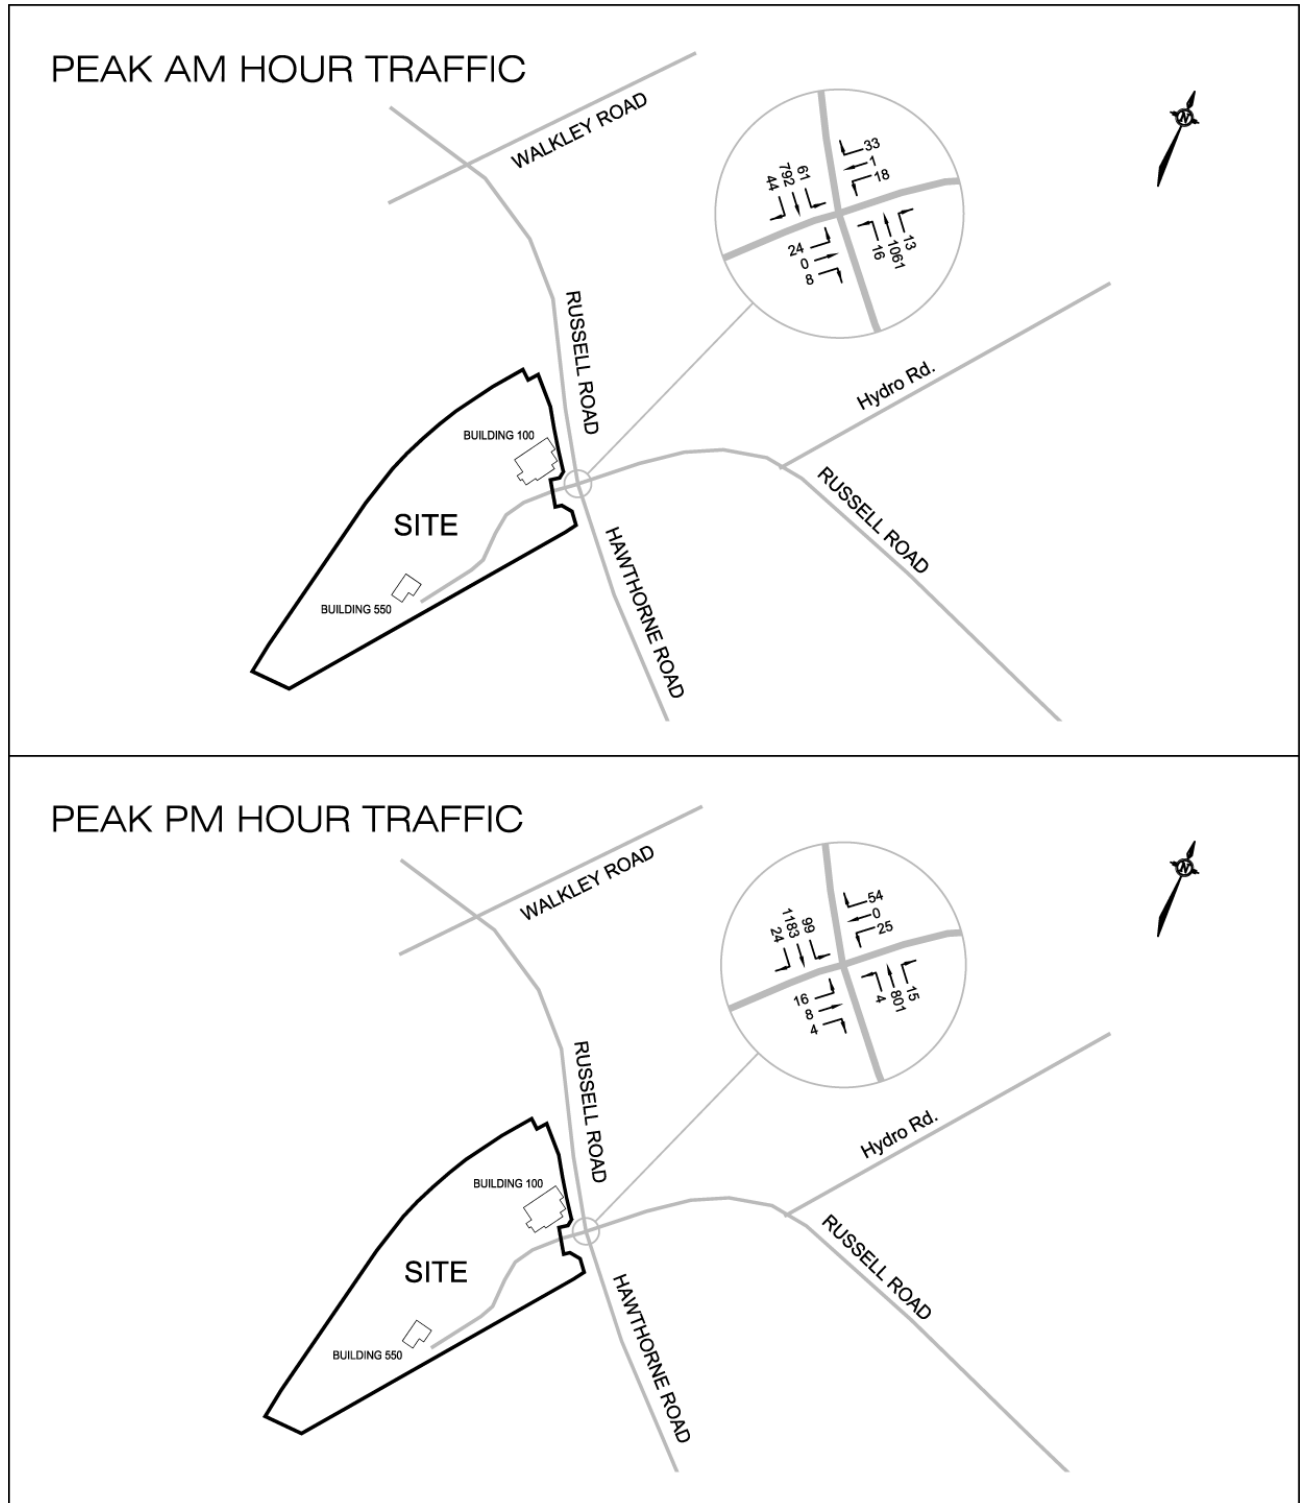 PEAK AM HOUR TRAFFIC
WALKLEY ROAD
N
33
1
18
44
792
61
24
0
8
16
1061
13
RUSSELL ROAD
Hydro Rd.
BUILDING 100
RUSSELL ROAD
SITE
HAWTHORNE ROAD
BUILDING 550
PEAK PM HOUR TRAFFIC
WALKLEY ROAD
N
54
0
25
24
1183
99
16
8
4
4
801
15
RUSSELL ROAD
Hydro Rd.
BUILDING 100
RUSSELL ROAD
SITE
HAWTHORNE ROAD
BUILDING 550